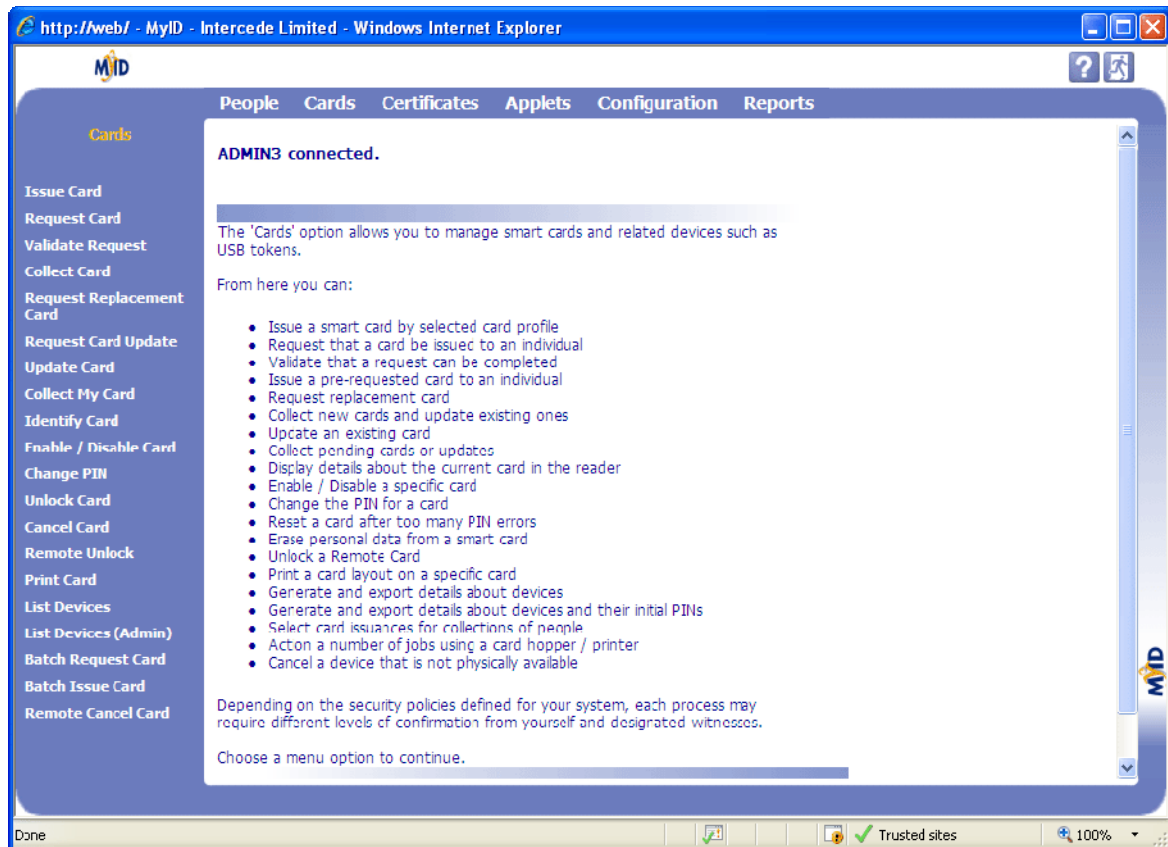 http://web/ - MyID - Intercede Limited - Windows Internet Explorer
MyID
?
People Cards Certificates Applets Configuration Reports
Cards
Issue Card
Request Card
Validate Request
Collect Card
Request Replacement
Card
Request Card Update
Update Card
Collect My Card
Identify Card
Enable / Disable Card
Change PIN
Unlock Card
Cancel Card
Remote Unlock
Print Card
List Devices
List Devices (Admin)
Batch Request Card
Batch Issue Card
Remote Cancel Card
ADMIN3 connected.
The 'Cards' option allows you to manage smart cards and related devices such as
USB tokens.
From here you can:
• Issue a smart card by selected card profile
• Request that a card be issued to an individual
• Validate that a request can be completed
• Issue a pre-requested card to an individual
• Request replacement card
• Collect new cards and update existing ones
• Update an existing card
• Collect pending cards or updates
• Display details about the current card in the reader
• Enable / Disable a specific card
• Change the PIN for a card
• Reset a card after too many PIN errors
• Erase personal data from a smart card
• Unlock a Remote Card
• Print a card layout on a specific card
• Generate and export details about devices
• Generate and export details about devices and their initial PINs
• Select card issuances for collections of people
• Act on a number of jobs using a card hopper / printer
• Cancel a device that is not physically available
Depending on the security policies defined for your system, each process may
require different levels of confirmation from yourself and designated witnesses.
Choose a menu option to continue.
MyID
Done
Trusted sites
100%